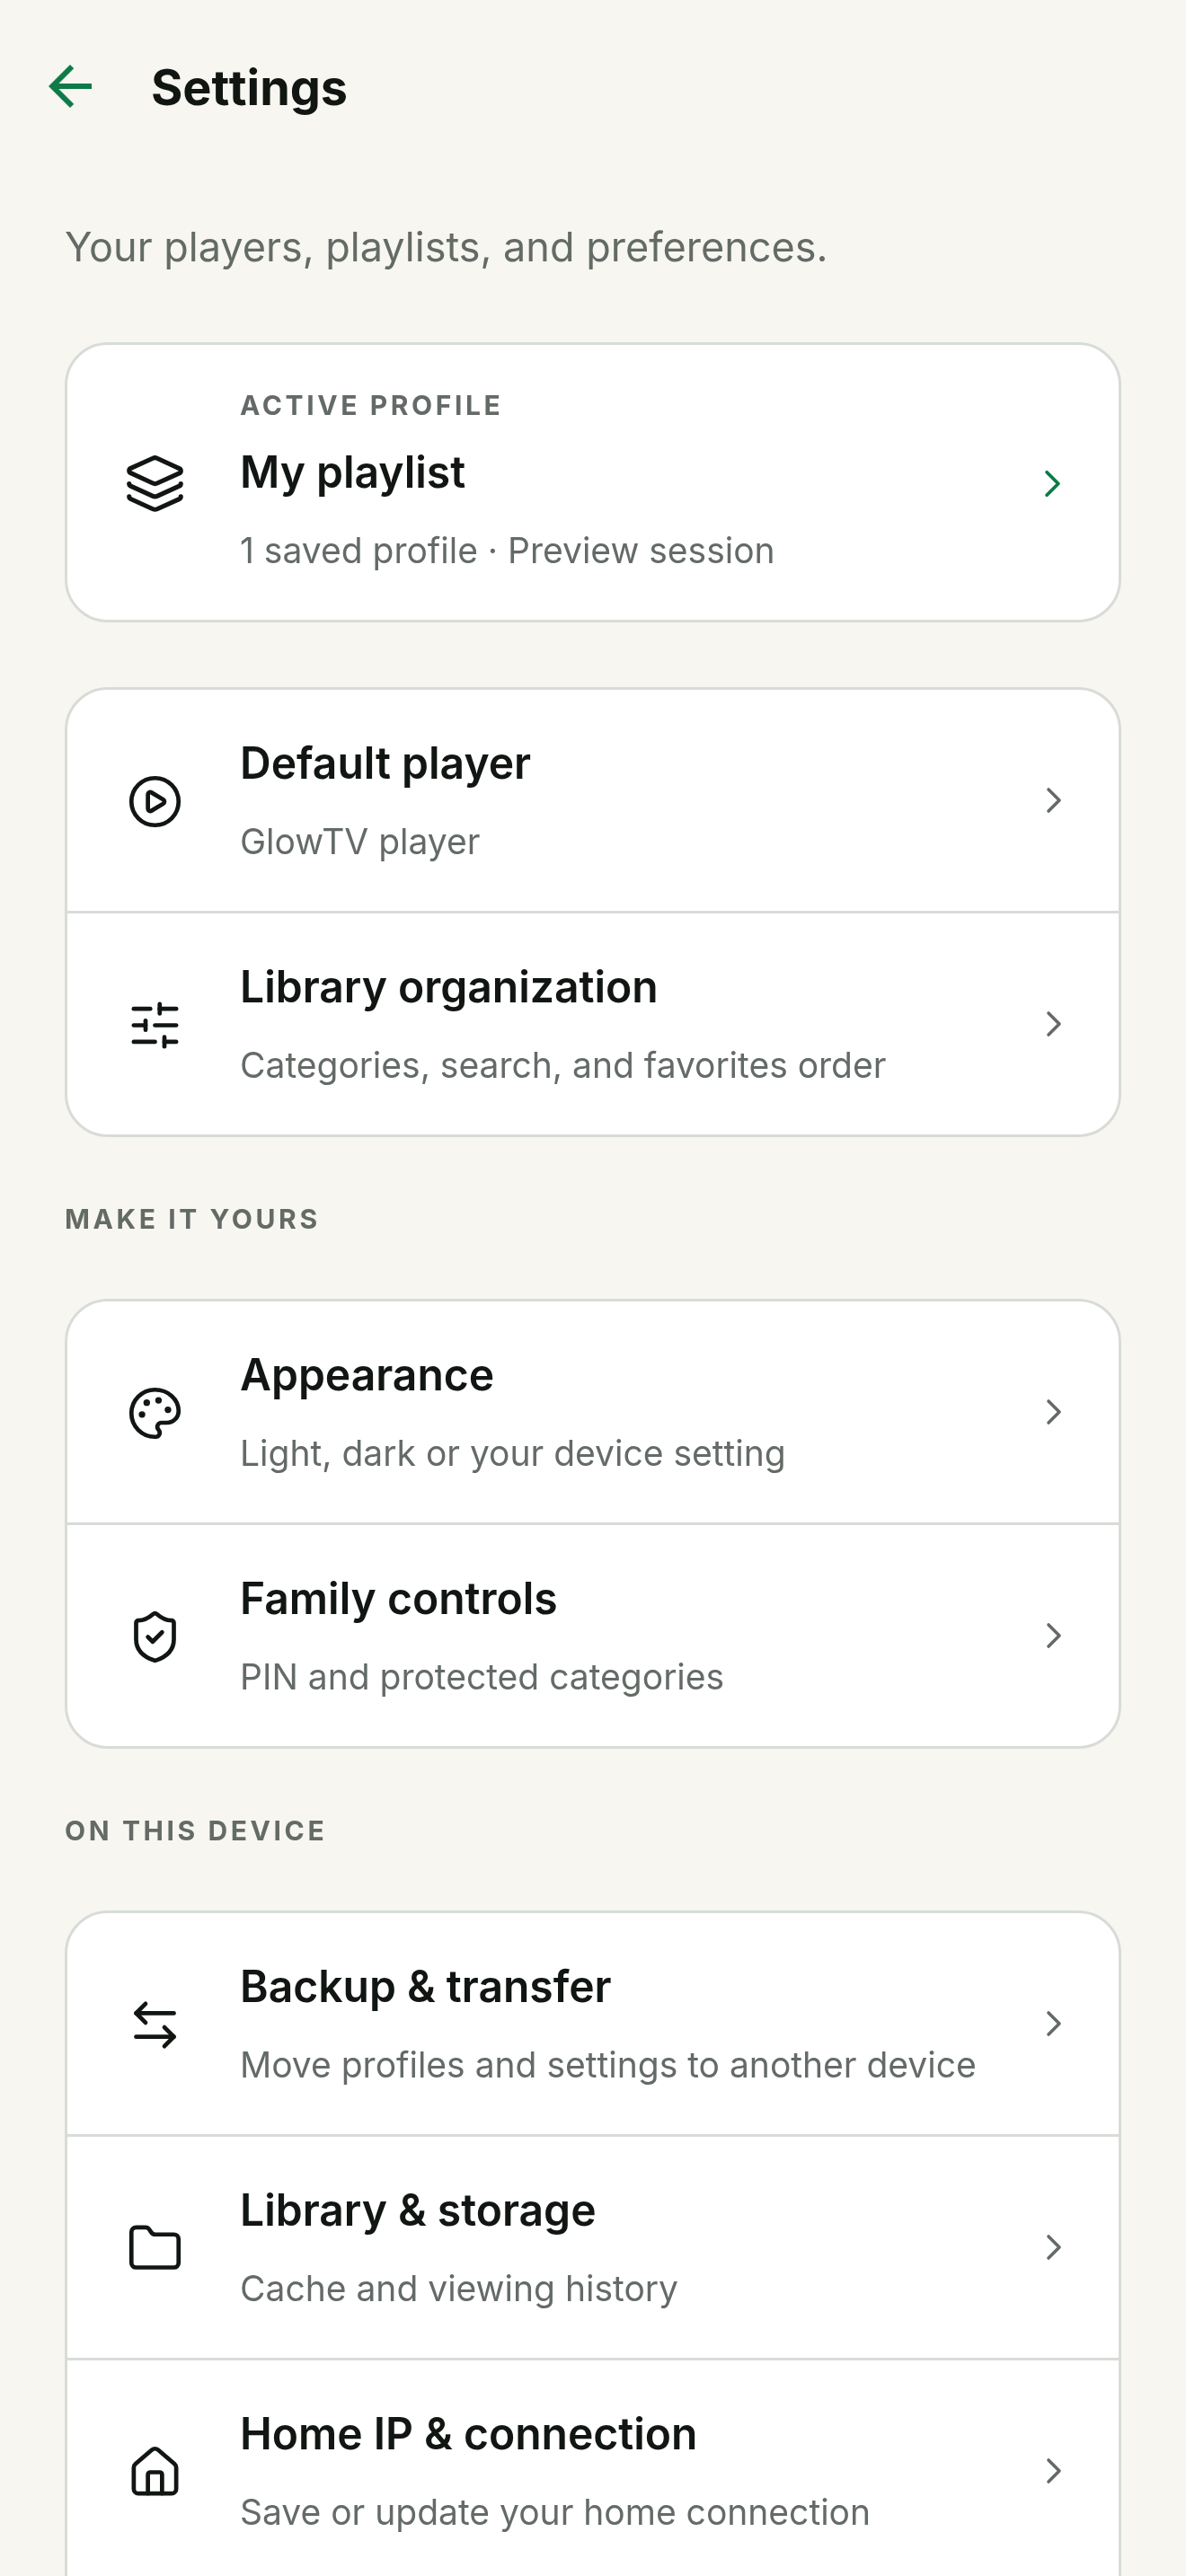 Settings
Your players, playlists, and preferences.
ACTIVE PROFILE
My playlist
1 saved profile · Preview session
Default player
GlowTV player
Library organization
Categories, search, and favorites order
MAKE IT YOURS
Appearance
Light, dark or your device setting
Family controls
PIN and protected categories
ON THIS DEVICE
Backup & transfer
Move profiles and settings to another device
Library & storage
Cache and viewing history
Home IP & connection
Save or update your home connection